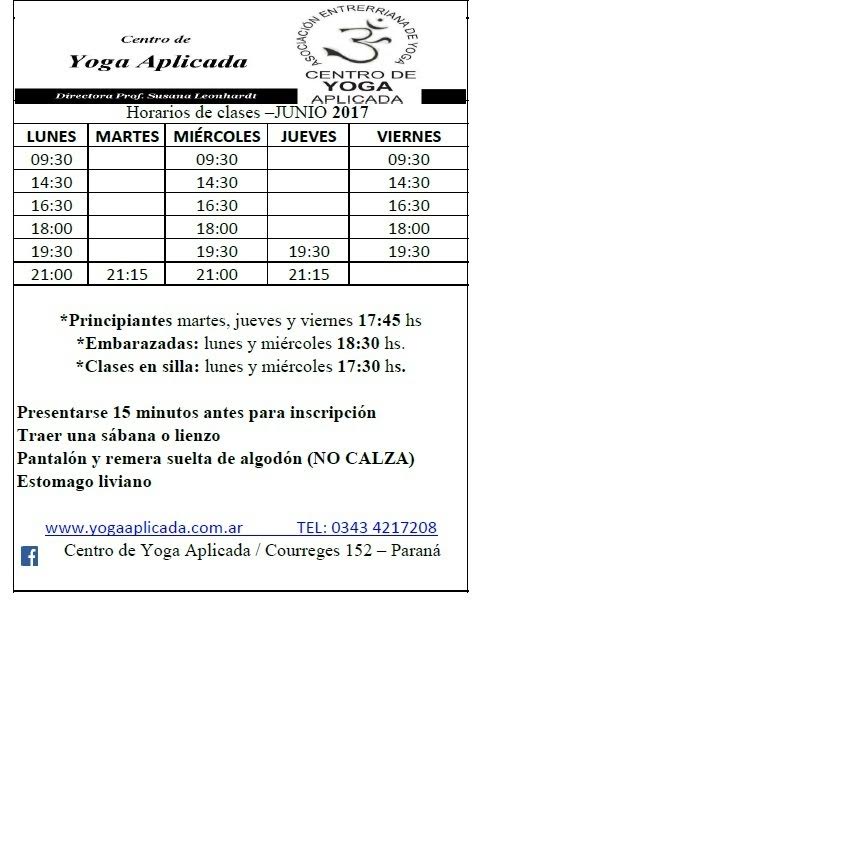 Centro de
Yoga Aplicada
Directora Prof. Susana Leonhardt
ASOCIACIÓN ENTRERRIANA DE YOGA
CENTRO DE
YOGA
APLICADA
Horarios de clases –JUNIO 2017
LUNES MARTES MIÉRCOLES JUEVES VIERNES
09:30 09:30 09:30
14:30 14:30 14:30
16:30 16:30 16:30
18:00 18:00 18:00
19:30 19:30 19:30 19:30
21:00 21:15 21:00 21:15
*Principiantes martes, jueves y viernes 17:45 hs
*Embarazadas: lunes y miércoles 18:30 hs.
*Clases en silla: lunes y miércoles 17:30 hs.
Presentarse 15 minutos antes para inscripción
Traer una sábana o lienzo
Pantalón y remera suelta de algodón (NO CALZA)
Estomago liviano
www.yogaaplicada.com.ar TEL: 0343 4217208
f Centro de Yoga Aplicada / Courreges 152 – Paraná